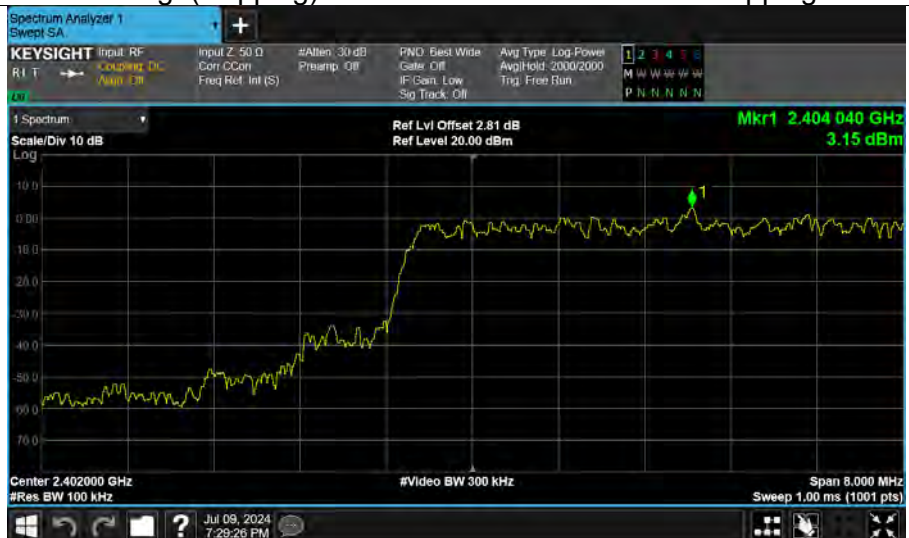 Spectrum Analyzer 1
Swept SA
+
KEYSIGHT Input: RF
RL T
Coupling: DC
Align: Off
Input Z: 50 Ω
Corr CCorr
Freq Ref: Int (S)
#Atten: 30 dB
Preamp: Off
PNO: Best Wide
Gate: Off
IF Gain: Low
Sig Track: Off
Avg Type: Log-Power
Avg|Hold: 2000/2000
Trig: Free Run
1 2 3 4 5 6
M W W W W W
P N N N N N
1 Spectrum
Scale/Div 10 dB
Log
Ref Lvl Offset 2.81 dB
Ref Level 20.00 dBm
Mkr1 2.404 040 GHz
3.15 dBm
10.0
0.00
-10.0
-20.0
-30.0
-40.0
-50.0
-60.0
-70.0
1
Center 2.402000 GHz
#Res BW 100 kHz
#Video BW 300 kHz
Span 8.000 MHz
Sweep 1.00 ms (1001 pts)
?
Jul 09, 2024
7:29:26 PM